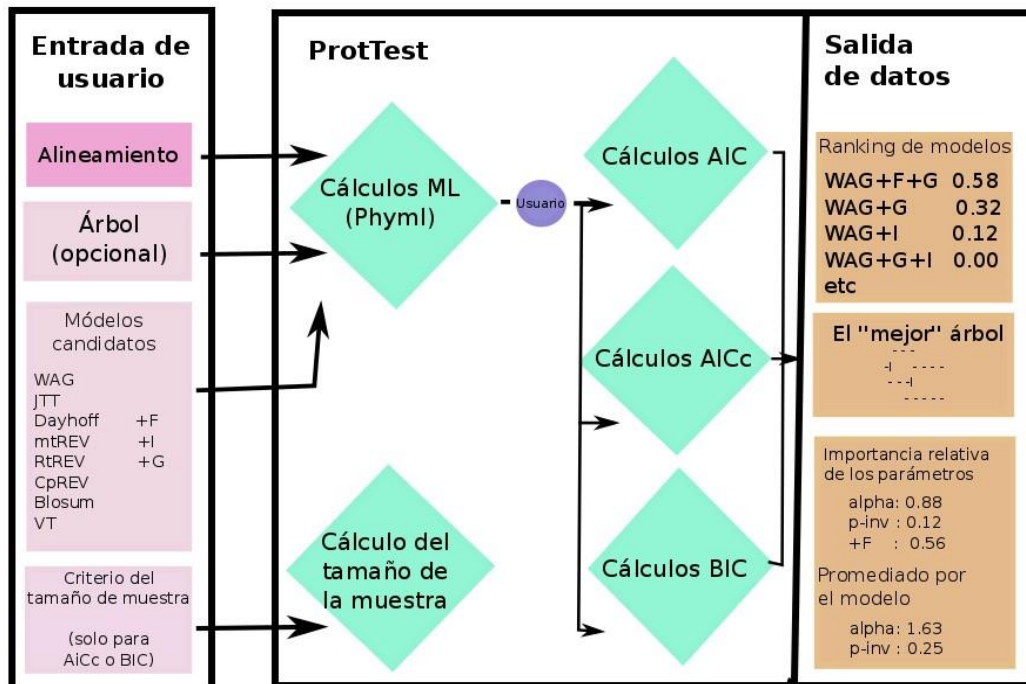 Entrada de
usuario
Alineamiento
Árbol
(opcional)
Módelos
candidatos
WAG
JTT
Dayhoff +F
mtREV +I
RtREV +G
CpREV
Blosum
VT
Criterio del
tamaño de muestra
(solo para
AiCc o BIC)
ProtTest
Cálculos ML
(Phyml)
Usuario
Cálculo del
tamaño de
la muestra
Cálculos AIC
Cálculos AICc
Cálculos BIC
Salida
de datos
Ranking de modelos
WAG+F+G 0.58
WAG+G 0.32
WAG+I 0.12
WAG+G+I 0.00
etc
El "mejor" árbol
Importancia relativa
de los parámetros
alpha: 0.88
p-inv : 0.12
+F : 0.56
Promediado por
el modelo
alpha: 1.63
p-inv : 0.25